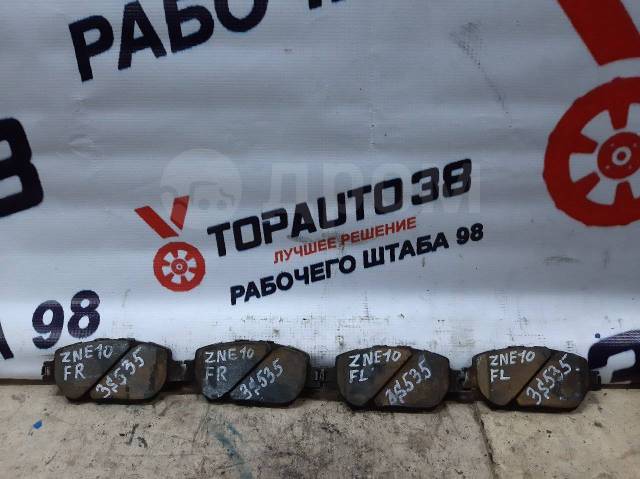 РАБО
TOPAUTO 38
ЛУЧШЕЕ РЕШЕНИЕ
РАБОЧЕГО ШТАБА 98
98
ДРОМ
ZNE10
FR
35535
ZNE10
FR
35535
ZNE10
FL
35535
ZNE10
FL
35535